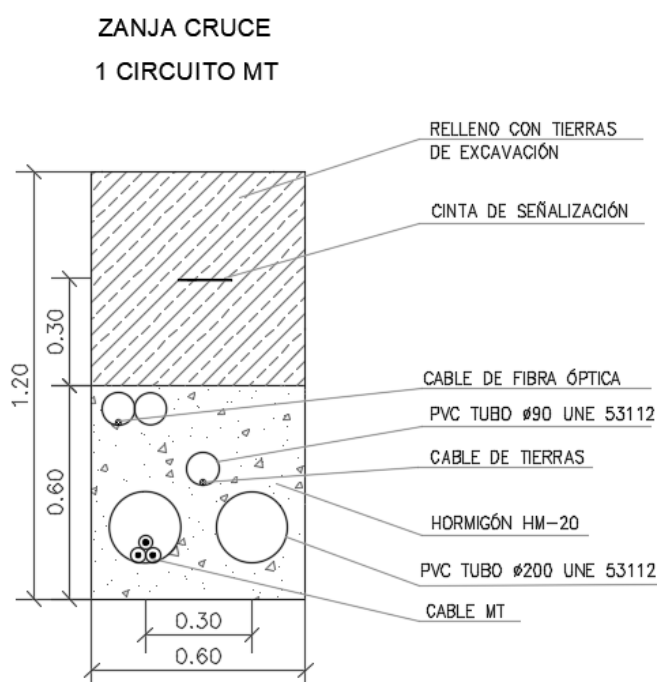 ZANJA CRUCE
1 CIRCUITO MT
RELLENO CON TIERRAS
DE EXCAVACIÓN
CINTA DE SEÑALIZACIÓN
0.30
1.20
CABLE DE FIBRA ÓPTICA
PVC TUBO ø90 UNE 53112
CABLE DE TIERRAS
0.60
HORMIGÓN HM-20
PVC TUBO ø200 UNE 53112
CABLE MT
0.30
0.60